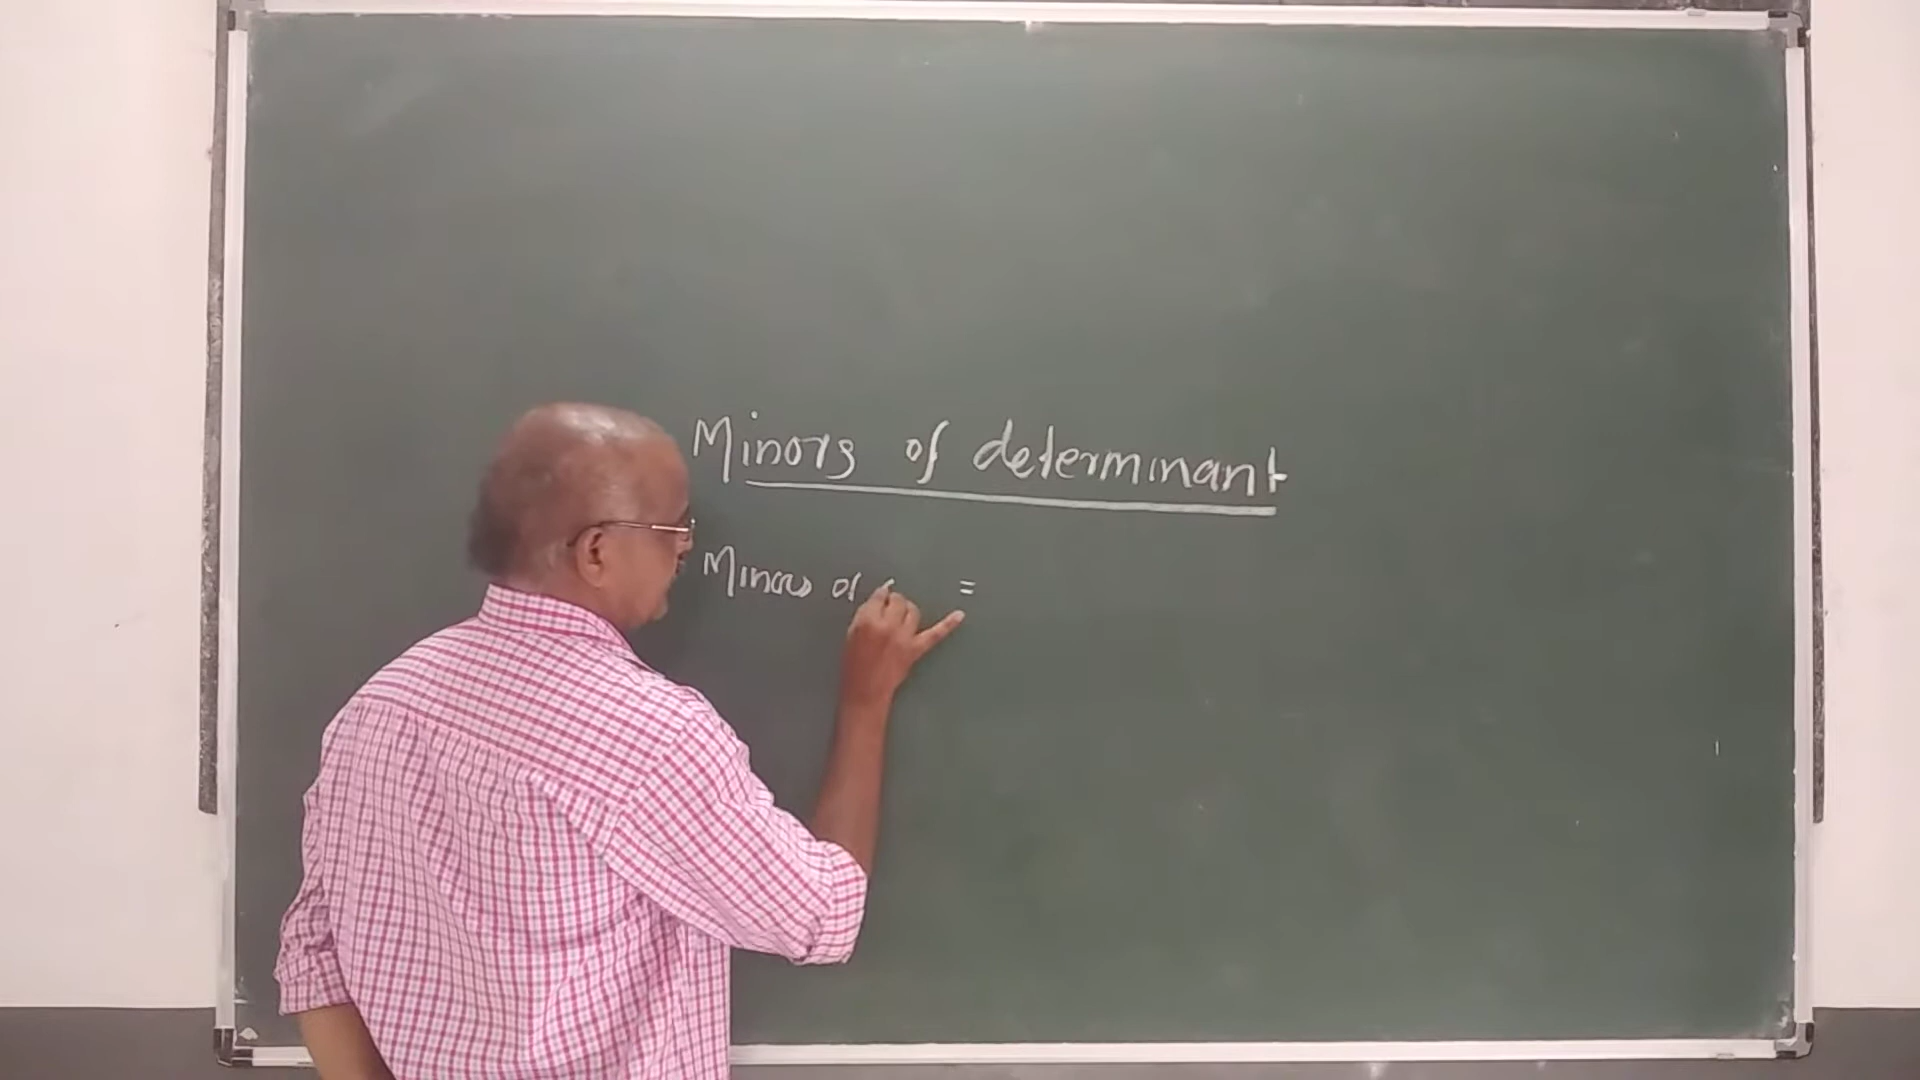 Minors of determinant
Minors of =